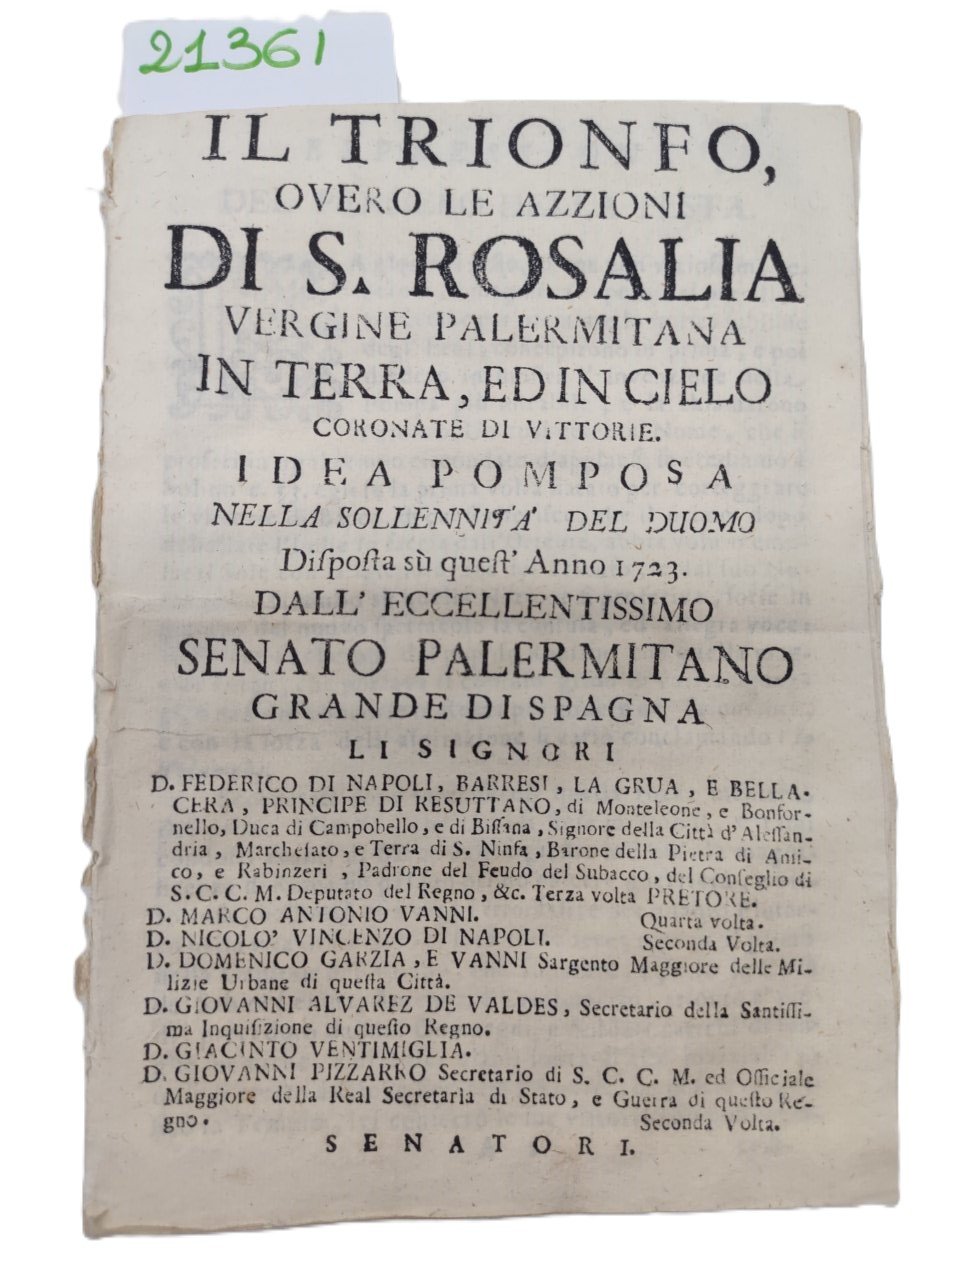 21361
IL TRIONFO,
OVERO LE AZZIONI
DI S. ROSALIA
VERGINE PALERMITANA
IN TERRA, ED IN CIELO
CORONATE DI VITTORIE.
IDEA POMPOSA
NELLA SOLLENNITA' DEL DUOMO
Diſpoſta sù queſt' Anno 1723.
DALL' ECCELLENTISSIMO
SENATO PALERMITANO
GRANDE DI SPAGNA
LI SIGNORI
D. FEDERICO DI NAPOLI, BARRESI, LA GRUA, E BELLA-
CERA, PRINCIPE DI RESUTTANO, di Monteleone, e Bonfor-
nello, Duca di Campobello, e di Biſſana, Signore della Città d' Aleſſan-
dria, Marcheſato, e Terra di S. Ninfa, Barone della Pietra di Ami-
co, e Rabinzeri, Padrone del Feudo del Subacco, del Conſeglio di
S. C. C. M. Deputato del Regno, &c. Terza volta PRETORE.
D. MARCO ANTONIO VANNI. Quarta volta.
D. NICOLO' VINCENZO DI NAPOLI. Seconda Volta.
D. DOMENICO GARZIA, E VANNI Sargento Maggiore delle Mi-
lizie Urbane di queſta Città.
D. GIOVANNI ALVAREZ DE VALDES, Secretario della Santiſſi-
ma Inquiſizione di queſto Regno.
D. GIACINTO VENTIMIGLIA.
D. GIOVANNI PIZZARRO Secretario di S. C. C. M. ed Officiale
Maggiore della Real Secretaria di Stato, e Guerra di queſto Re-
gno. Seconda Volta.
SENATORI.